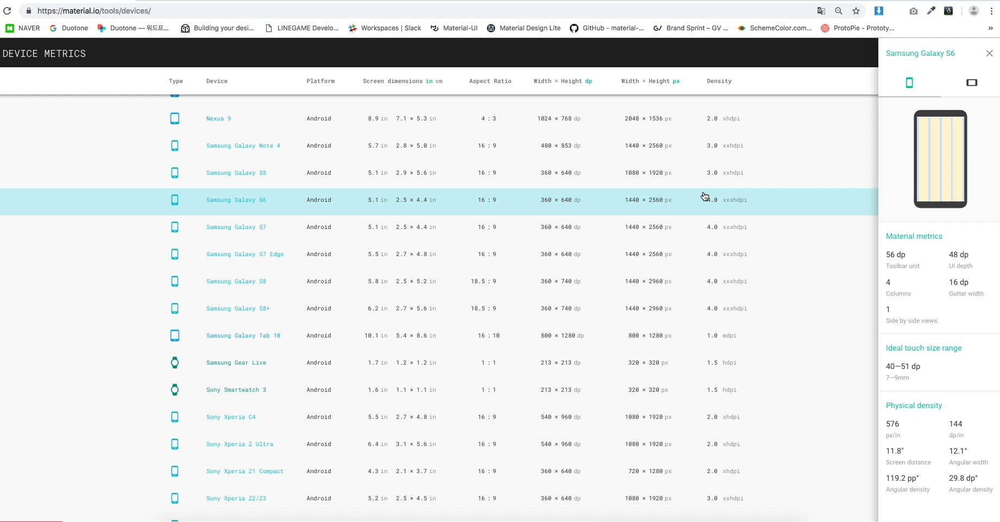 https://material.io/tools/devices/
NAVER Duotone Duotone — 워드프... Building your desi... LINEGAME Develo... Workspaces | Slack Material-UI Material Design Lite GitHub - material-... Brand Sprint – GV ... SchemeColor.com... ProtoPie - Prototy... »
DEVICE METRICS
Type Device Platform Screen dimensions in cm Aspect Ratio Width × Height dp Width × Height px Density
Nexus 9 Android 8.9 in 7.1 × 5.3 in 4 : 3 1024 × 768 dp 2048 × 1536 px 2.0 xhdpi
Samsung Galaxy Note 4 Android 5.7 in 2.8 × 5.0 in 16 : 9 480 × 853 dp 1440 × 2560 px 3.0 xxhdpi
Samsung Galaxy S5 Android 5.1 in 2.9 × 5.6 in 16 : 9 360 × 640 dp 1080 × 1920 px 3.0 xxhdpi
Samsung Galaxy S6 Android 5.1 in 2.5 × 4.4 in 16 : 9 360 × 640 dp 1440 × 2560 px .0 xxxhdpi
Samsung Galaxy S7 Android 5.1 in 2.5 × 4.4 in 16 : 9 360 × 640 dp 1440 × 2560 px 4.0 xxxhdpi
Samsung Galaxy S7 Edge Android 5.5 in 2.7 × 4.8 in 16 : 9 360 × 640 dp 1440 × 2560 px 4.0 xxxhdpi
Samsung Galaxy S8 Android 5.8 in 2.5 × 5.2 in 18.5 : 9 360 × 740 dp 1440 × 2960 px 4.0 xxxhdpi
Samsung Galaxy S8+ Android 6.2 in 2.7 × 5.6 in 18.5 : 9 360 × 740 dp 1440 × 2960 px 4.0 xxxhdpi
Samsung Galaxy Tab 10 Android 10.1 in 5.4 × 8.6 in 16 : 10 800 × 1280 dp 800 × 1280 px 1.0 mdpi
Samsung Gear Live Android 1.7 in 1.2 × 1.2 in 1 : 1 213 × 213 dp 320 × 320 px 1.5 hdpi
Sony Smartwatch 3 Android 1.6 in 1.1 × 1.1 in 1 : 1 213 × 213 dp 320 × 320 px 1.5 hdpi
Sony Xperia C4 Android 5.5 in 2.7 × 4.8 in 16 : 9 540 × 960 dp 1080 × 1920 px 2.0 xhdpi
Sony Xperia Z Ultra Android 6.4 in 3.1 × 5.6 in 16 : 9 540 × 960 dp 1080 × 1920 px 2.0 xhdpi
Sony Xperia Z1 Compact Android 4.3 in 2.1 × 3.7 in 16 : 9 360 × 640 dp 720 × 1280 px 2.0 xhdpi
Sony Xperia Z2/Z3 Android 5.2 in 2.5 × 4.5 in 16 : 9 360 × 640 dp 1080 × 1920 px 3.0 xxhdpi
Samsung Galaxy S6
Material metrics
56 dp 48 dp
Toolbar unit UI depth
4 16 dp
Columns Gutter width
1
Side by side views
Ideal touch size range
40—51 dp
7—9mm
Physical density
576 144
px/in dp/in
11.8" 12.1°
Screen distance Angular width
119.2 pp° 29.8 dp°
Angular density Angular density